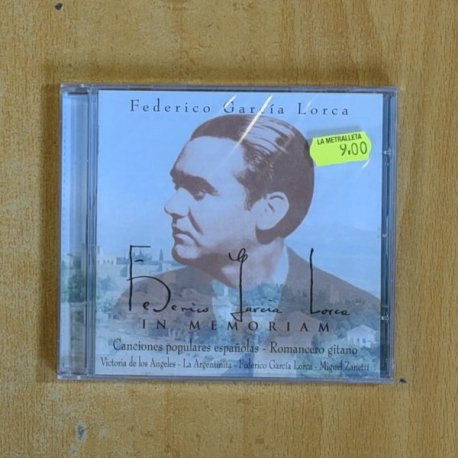 Federico García Lorca
LA METRALLETA
9,00
Federico García Lorca
IN MEMORIAM
Canciones populares españolas - Romancero gitano
Victoria de los Angeles - La Argentinita - Federico García Lorca - Miguel Zanetti